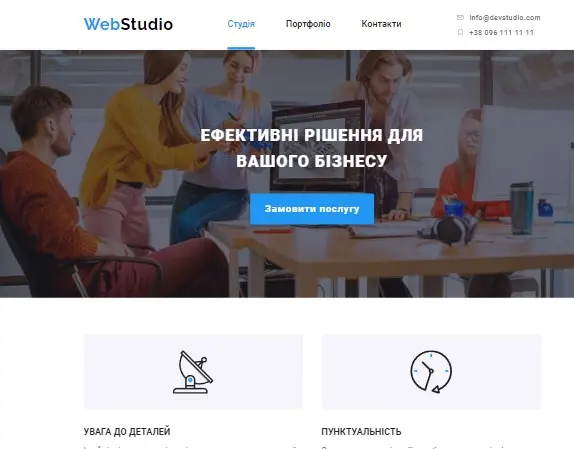 WebStudio
Студія Портфоліо Контакти
info@devstudio.com
+38 096 111 11 11
ЕФЕКТИВНІ РІШЕННЯ ДЛЯ
ВАШОГО БІЗНЕСУ
Замовити послугу
УВАГА ДО ДЕТАЛЕЙ ПУНКТУАЛЬНІСТЬ